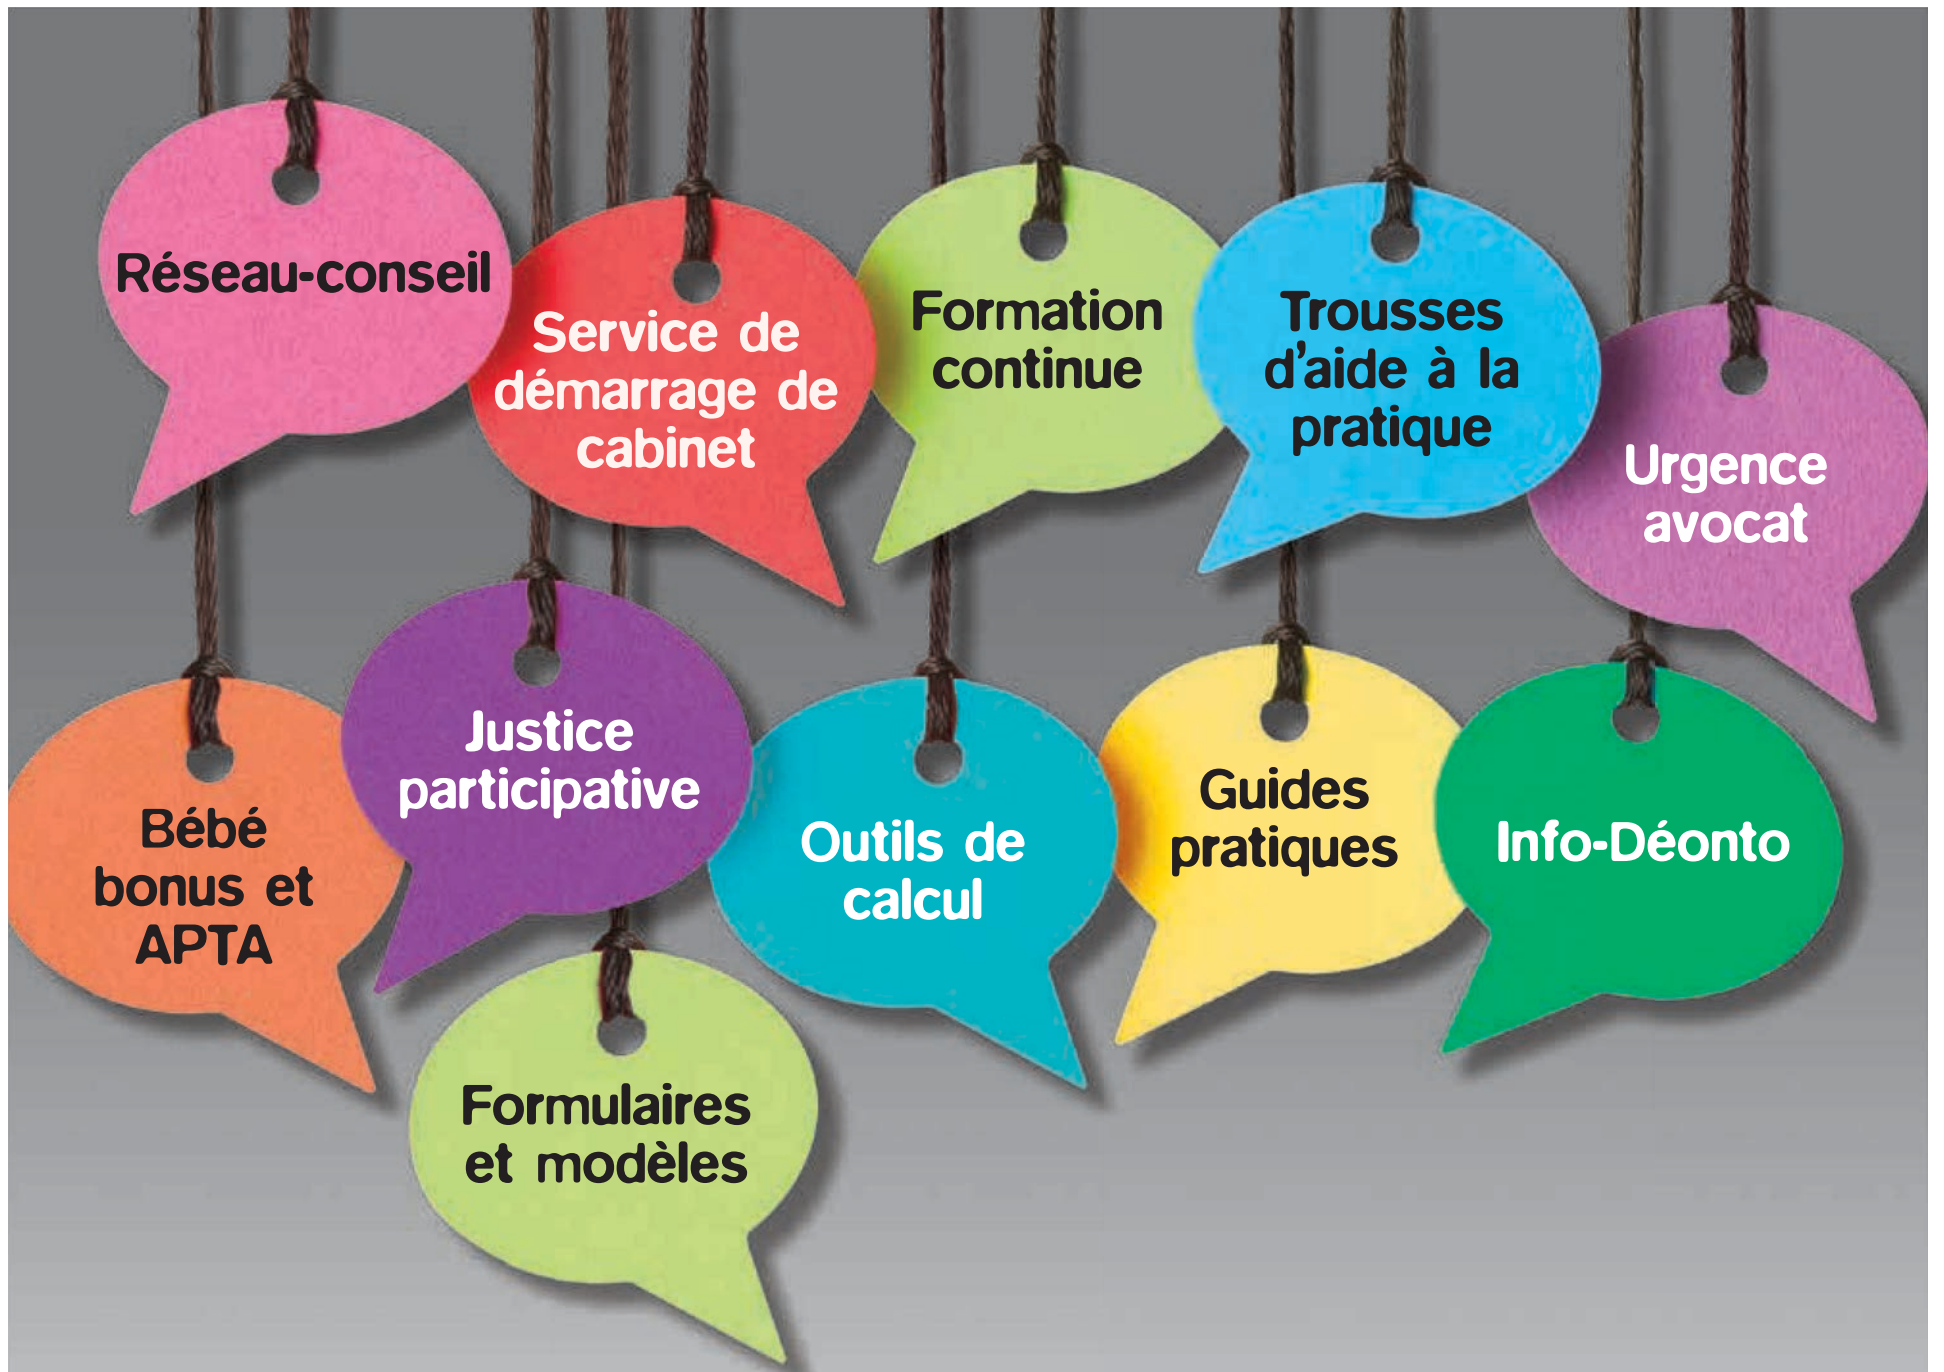 Réseau-conseil
Service de
démarrage de
cabinet
Formation
continue
Trousses
d'aide à la
pratique
Urgence
avocat
Bébé
bonus et
APTA
Justice
participative
Outils de
calcul
Guides
pratiques
Info-Déonto
Formulaires
et modèles